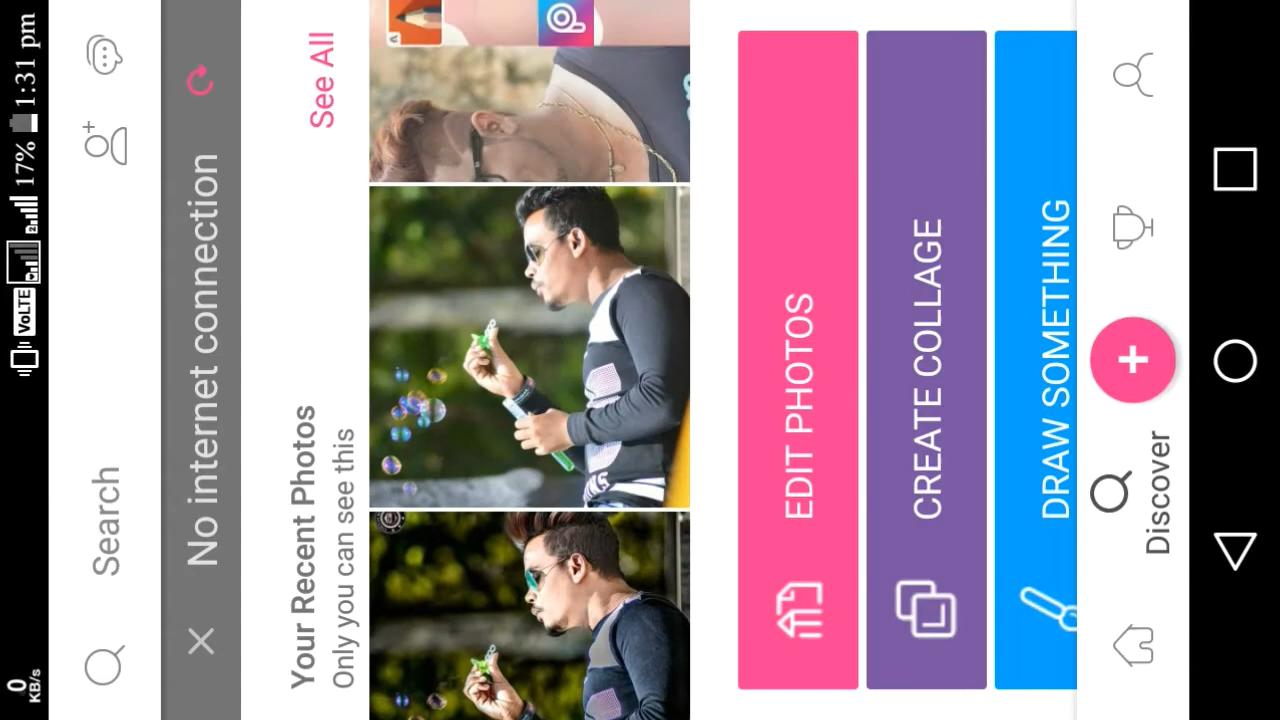 0
KB/s
VoLTE
17%
1:31 pm
Search
No internet connection
Your Recent Photos
See All
Only you can see this
EDIT PHOTOS
CREATE COLLAGE
DRAW SOMETHING
Discover